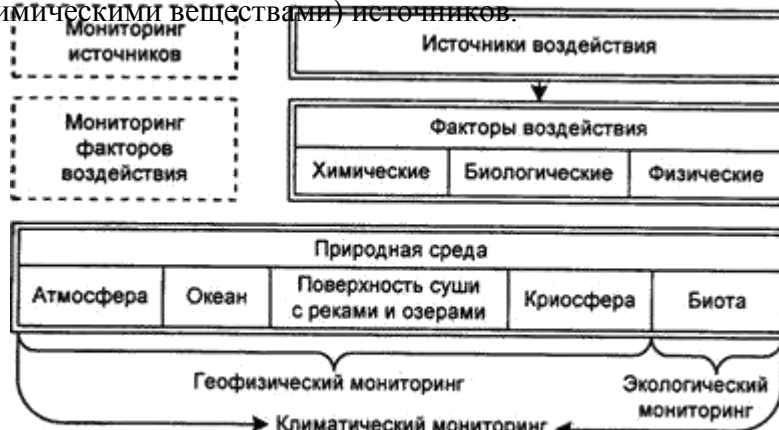 имическими веществами) источников.
Мониторинг
источников
Источники воздействия
Мониторинг
факторов
воздействия
Факторы воздействия
Химические
Биологические
Физические
Природная среда
Атмосфера
Океан
Поверхность суши
с реками и озерами
Криосфера
Биота
Геофизический мониторинг
Экологический
мониторинг
Климатический мониторинг